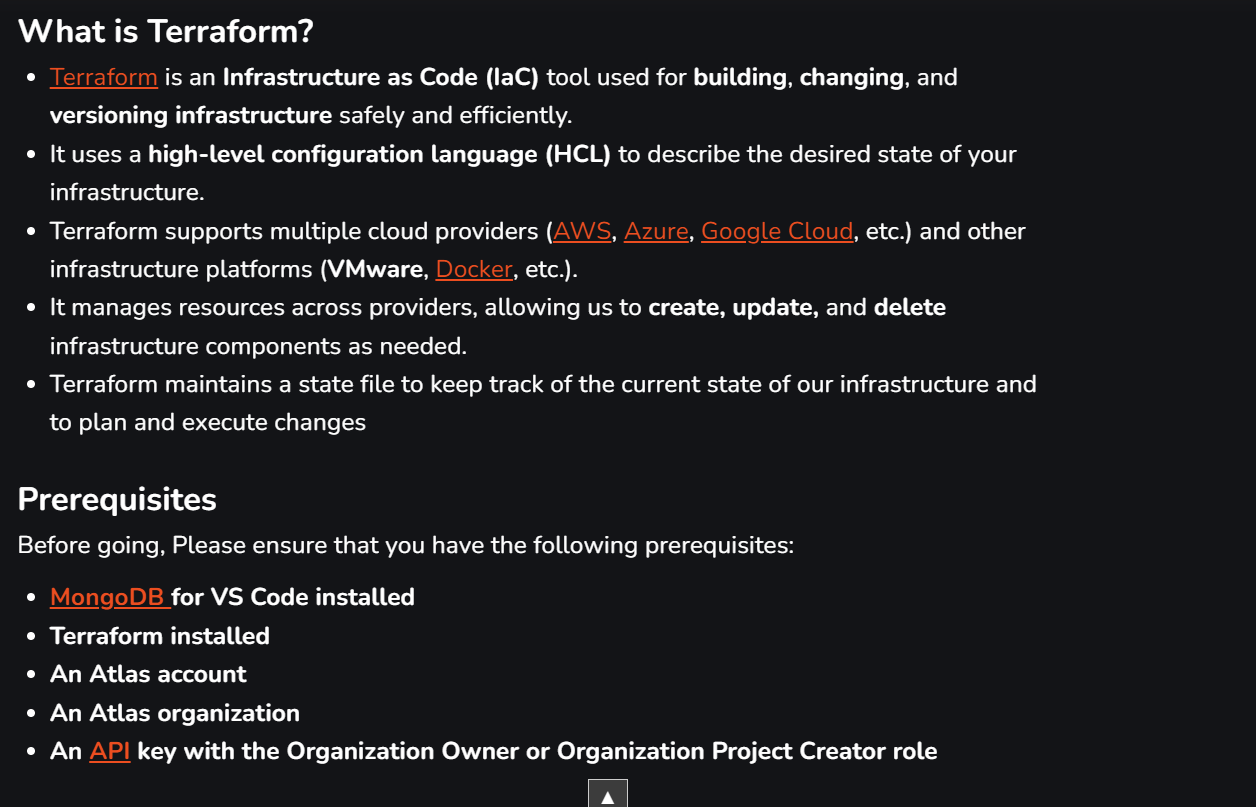 What is Terraform?
• Terraform is an Infrastructure as Code (IaC) tool used for building, changing, and
versioning infrastructure safely and efficiently.
• It uses a high-level configuration language (HCL) to describe the desired state of your
infrastructure.
• Terraform supports multiple cloud providers (AWS, Azure, Google Cloud, etc.) and other
infrastructure platforms (VMware, Docker, etc.).
• It manages resources across providers, allowing us to create, update, and delete
infrastructure components as needed.
• Terraform maintains a state file to keep track of the current state of our infrastructure and
to plan and execute changes
Prerequisites
Before going, Please ensure that you have the following prerequisites:
• MongoDB for VS Code installed
• Terraform installed
• An Atlas account
• An Atlas organization
• An API key with the Organization Owner or Organization Project Creator role